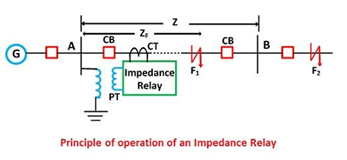 Z
Z_F
A
CB
CT
CB
B
G
Impedance
Relay
F₁
F₂
PT
Principle of operation of an Impedance Relay